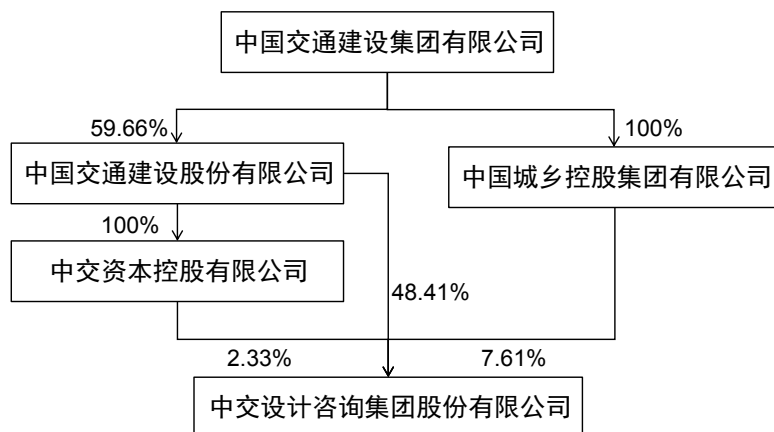 中国交通建设集团有限公司
59.66%
100%
中国交通建设股份有限公司
中国城乡控股集团有限公司
100%
中交资本控股有限公司
48.41%
2.33%
7.61%
中交设计咨询集团股份有限公司